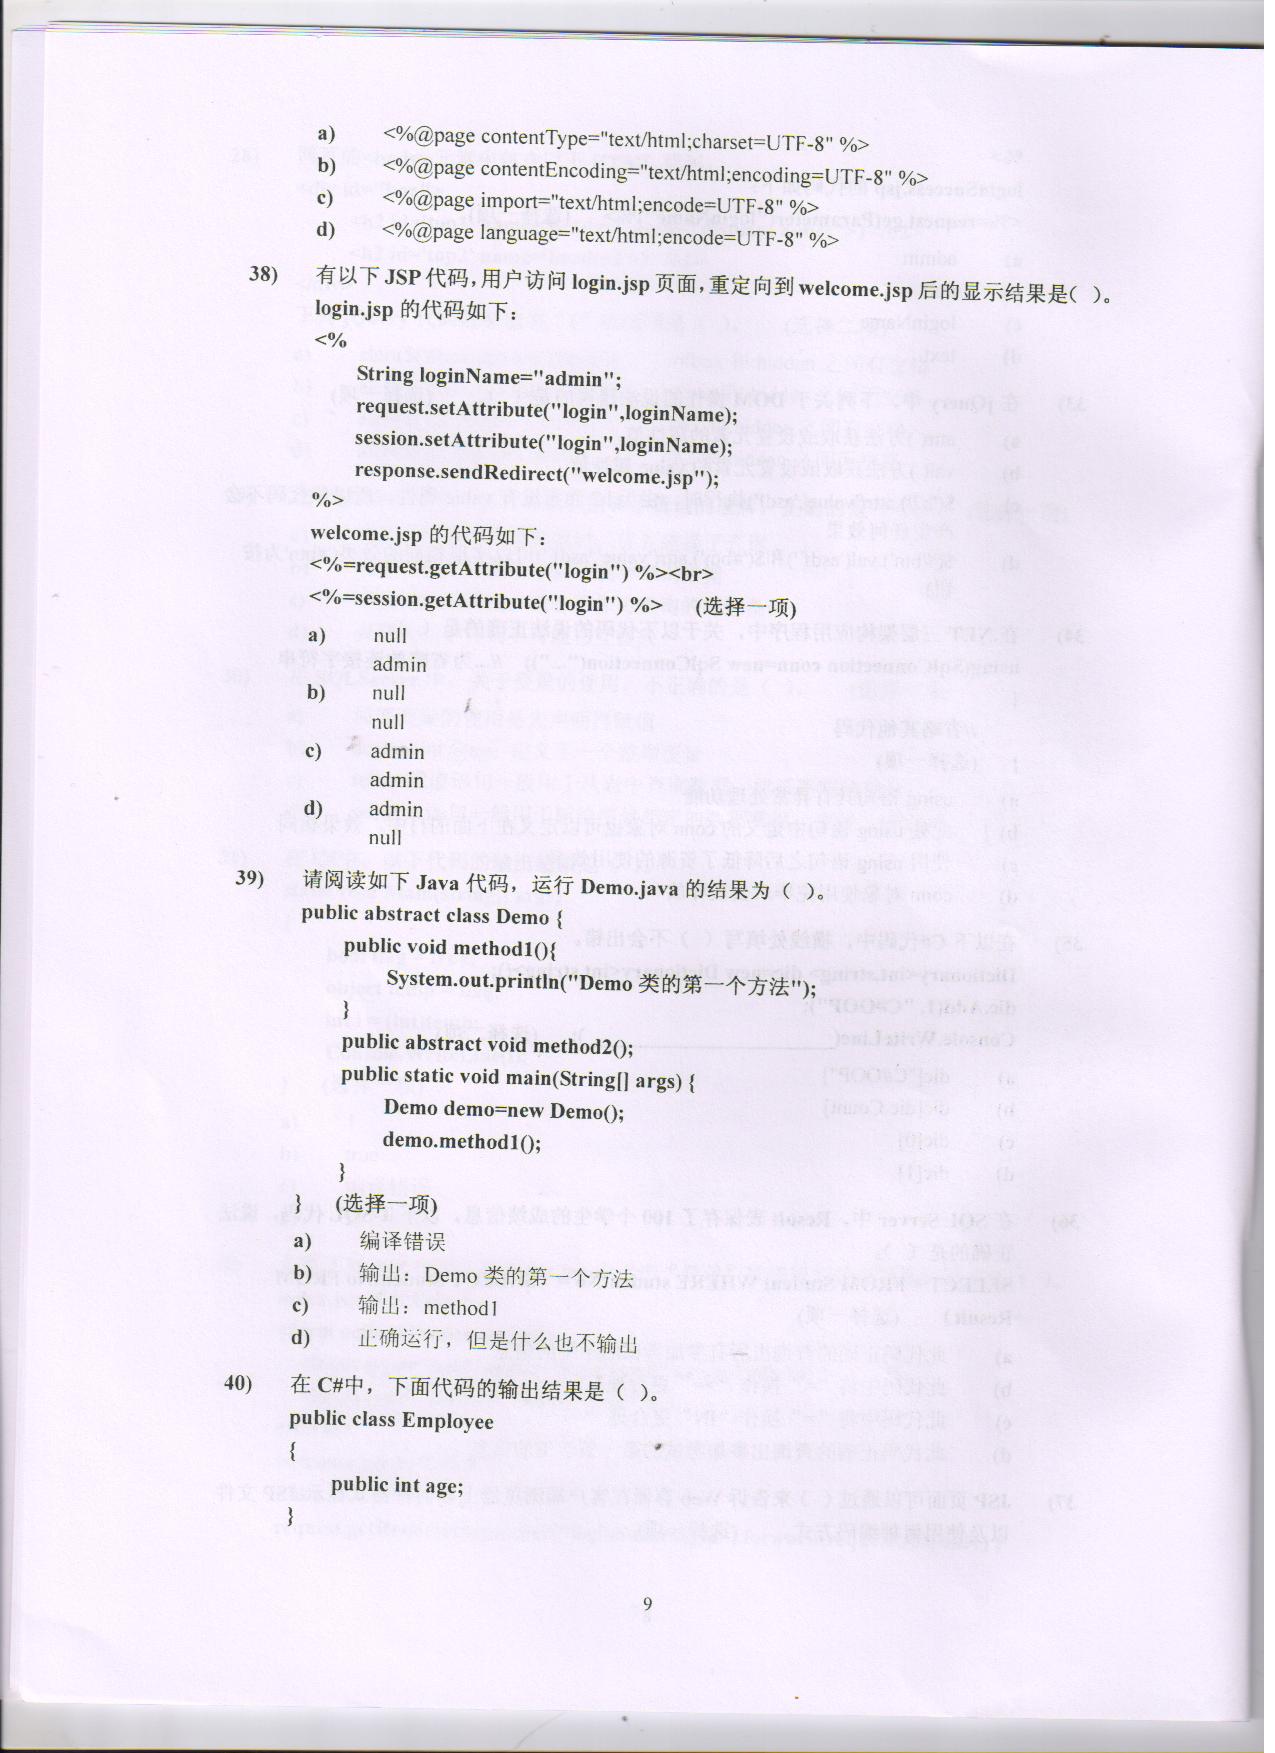 a) <%@page contentType="text/html;charset=UTF-8" %>
b) <%@page contentEncoding="text/html;encoding=UTF-8" %>
c) <%@page import="text/html;encode=UTF-8" %>
d) <%@page language="text/html;encode=UTF-8" %>
38) 有以下 JSP 代码，用户访问 login.jsp 页面，重定向到 welcome.jsp 后的显示结果是( )。
login.jsp 的代码如下：
<%
String loginName="admin";
request.setAttribute("login",loginName);
session.setAttribute("login",loginName);
response.sendRedirect("welcome.jsp");
%>
welcome.jsp 的代码如下：
<%=request.getAttribute("login") %><br>
<%=session.getAttribute("login") %> (选择一项)
a) null
admin
b) null
null
c) admin
admin
d) admin
null
39) 请阅读如下 Java 代码，运行 Demo.java 的结果为（ ）。
public abstract class Demo {
public void method1(){
System.out.println("Demo 类的第一个方法");
}
public abstract void method2();
public static void main(String[] args) {
Demo demo=new Demo();
demo.method1();
}
} (选择一项)
a) 编译错误
b) 输出：Demo 类的第一个方法
c) 输出：method1
d) 正确运行，但是什么也不输出
40) 在 C#中，下面代码的输出结果是（ ）。
public class Employee
{
public int age;
}
9